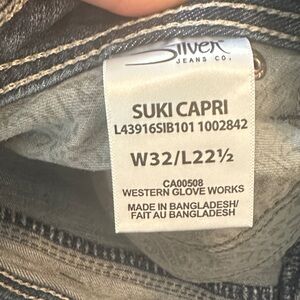 Silver
JEANS CO.
SUKI CAPRI
L43916SIB101 1002842
W32/L22½
CA00508
WESTERN GLOVE WORKS
MADE IN BANGLADESH/
FAIT AU BANGLADESH